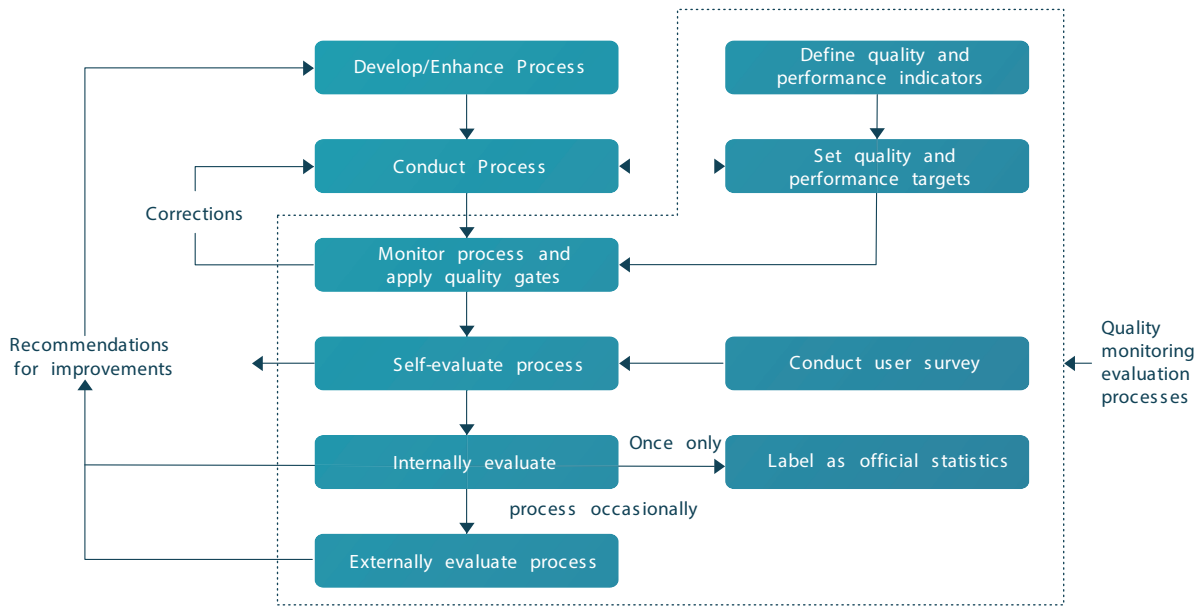 Develop/Enhance Process
Define quality and
performance indicators
Conduct Process
Set quality and
performance targets
Corrections
Monitor process and
apply quality gates
Recommendations
for improvements
Self-evaluate process
Conduct user survey
Quality
monitoring
evaluation
processes
Internally evaluate
Once only
Label as official statistics
process occasionally
Externally evaluate process